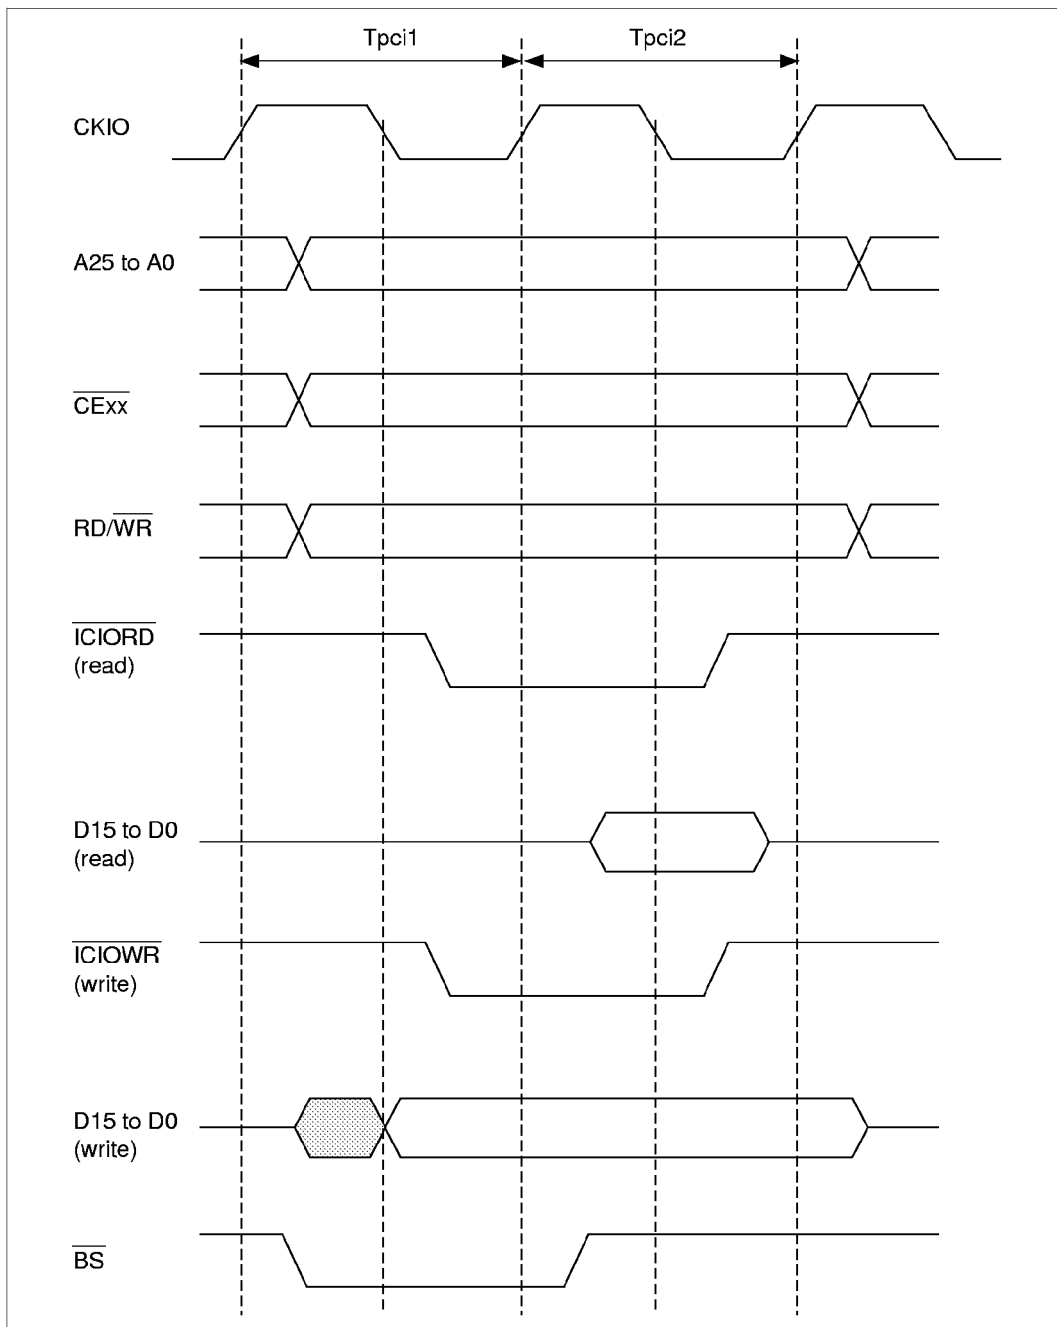 Tpci1 Tpci2
CKIO
A25 to A0
CExx
RD/WR
ICIORD
(read)
D15 to D0
(read)
ICIOWR
(write)
D15 to D0
(write)
BS